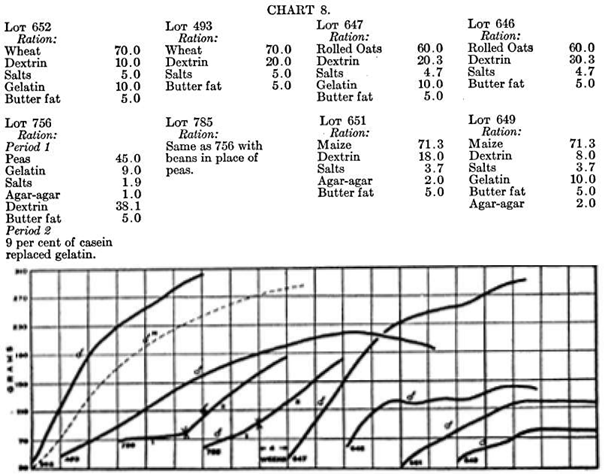 CHART 8.
LOT 652
Ration:
Wheat 70.0
Dextrin 10.0
Salts 5.0
Gelatin 10.0
Butter fat 5.0
LOT 493
Ration:
Wheat 70.0
Dextrin 20.0
Salts 5.0
Butter fat 5.0
LOT 647
Ration:
Rolled Oats 60.0
Dextrin 20.3
Salts 4.7
Gelatin 10.0
Butter fat 5.0
LOT 646
Ration:
Rolled Oats 60.0
Dextrin 30.3
Salts 4.7
Butter fat 5.0
LOT 756
Ration:
Period 1
Peas 45.0
Gelatin 9.0
Salts 1.9
Agar-agar 1.0
Dextrin 38.1
Butter fat 5.0
Period 2
9 per cent of casein
replaced gelatin.
LOT 785
Ration:
Same as 756 with
beans in place of
peas.
LOT 651
Ration:
Maize 71.3
Dextrin 18.0
Salts 3.7
Agar-agar 2.0
Butter fat 5.0
LOT 649
Ration:
Maize 71.3
Dextrin 8.0
Salts 3.7
Gelatin 10.0
Butter fat 5.0
Agar-agar 2.0
GRAMS
310
270
70
♂
♂ N
♂
♂
♂
♂
♂
♂
♂
493
← 4 →
WEEKS
647
646